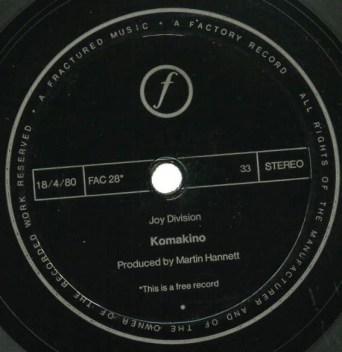 · A FRACTURED MUSIC · A FACTORY RECORD
ALL RIGHTS OF THE MANUFACTURER AND OF THE OWNER OF THE RECORDED WORK RESERVED
f
18/4/80 FAC 28* 33 STEREO
Joy Division
Komakino
Produced by Martin Hannett
*This is a free record